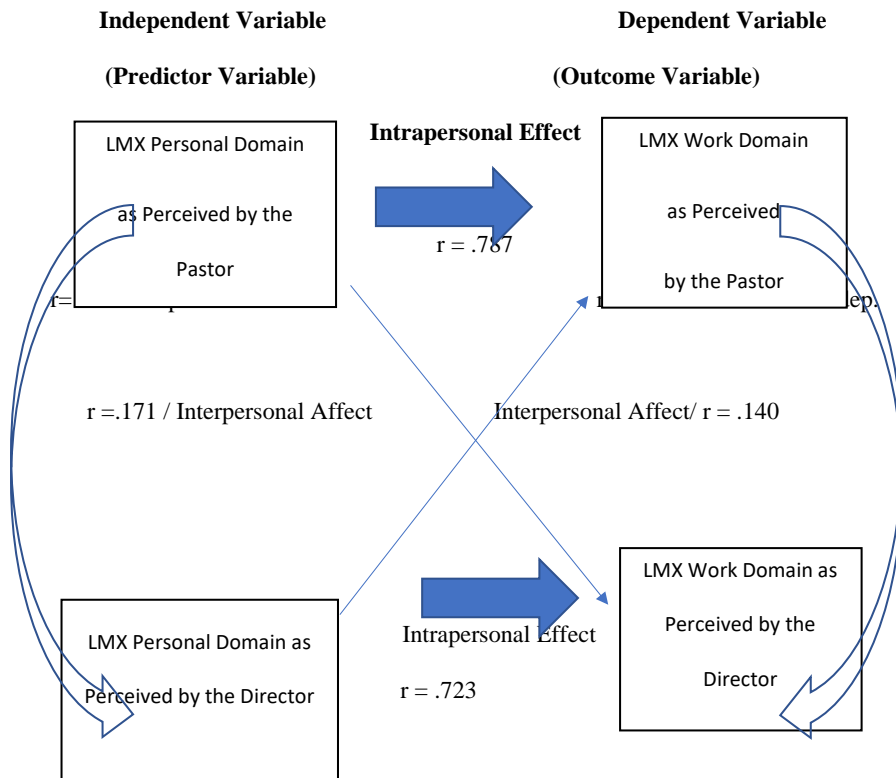 Independent Variable
Dependent Variable
(Predictor Variable)
(Outcome Variable)
LMX Personal Domain
as Perceived by the
Pastor
Intrapersonal Effect
r = .787
LMX Work Domain
as Perceived
by the Pastor
r=
r
ep.
r =.171 / Interpersonal Affect
Interpersonal Affect/ r = .140
LMX Personal Domain as
Perceived by the Director
Intrapersonal Effect
r = .723
LMX Work Domain as
Perceived by the
Director